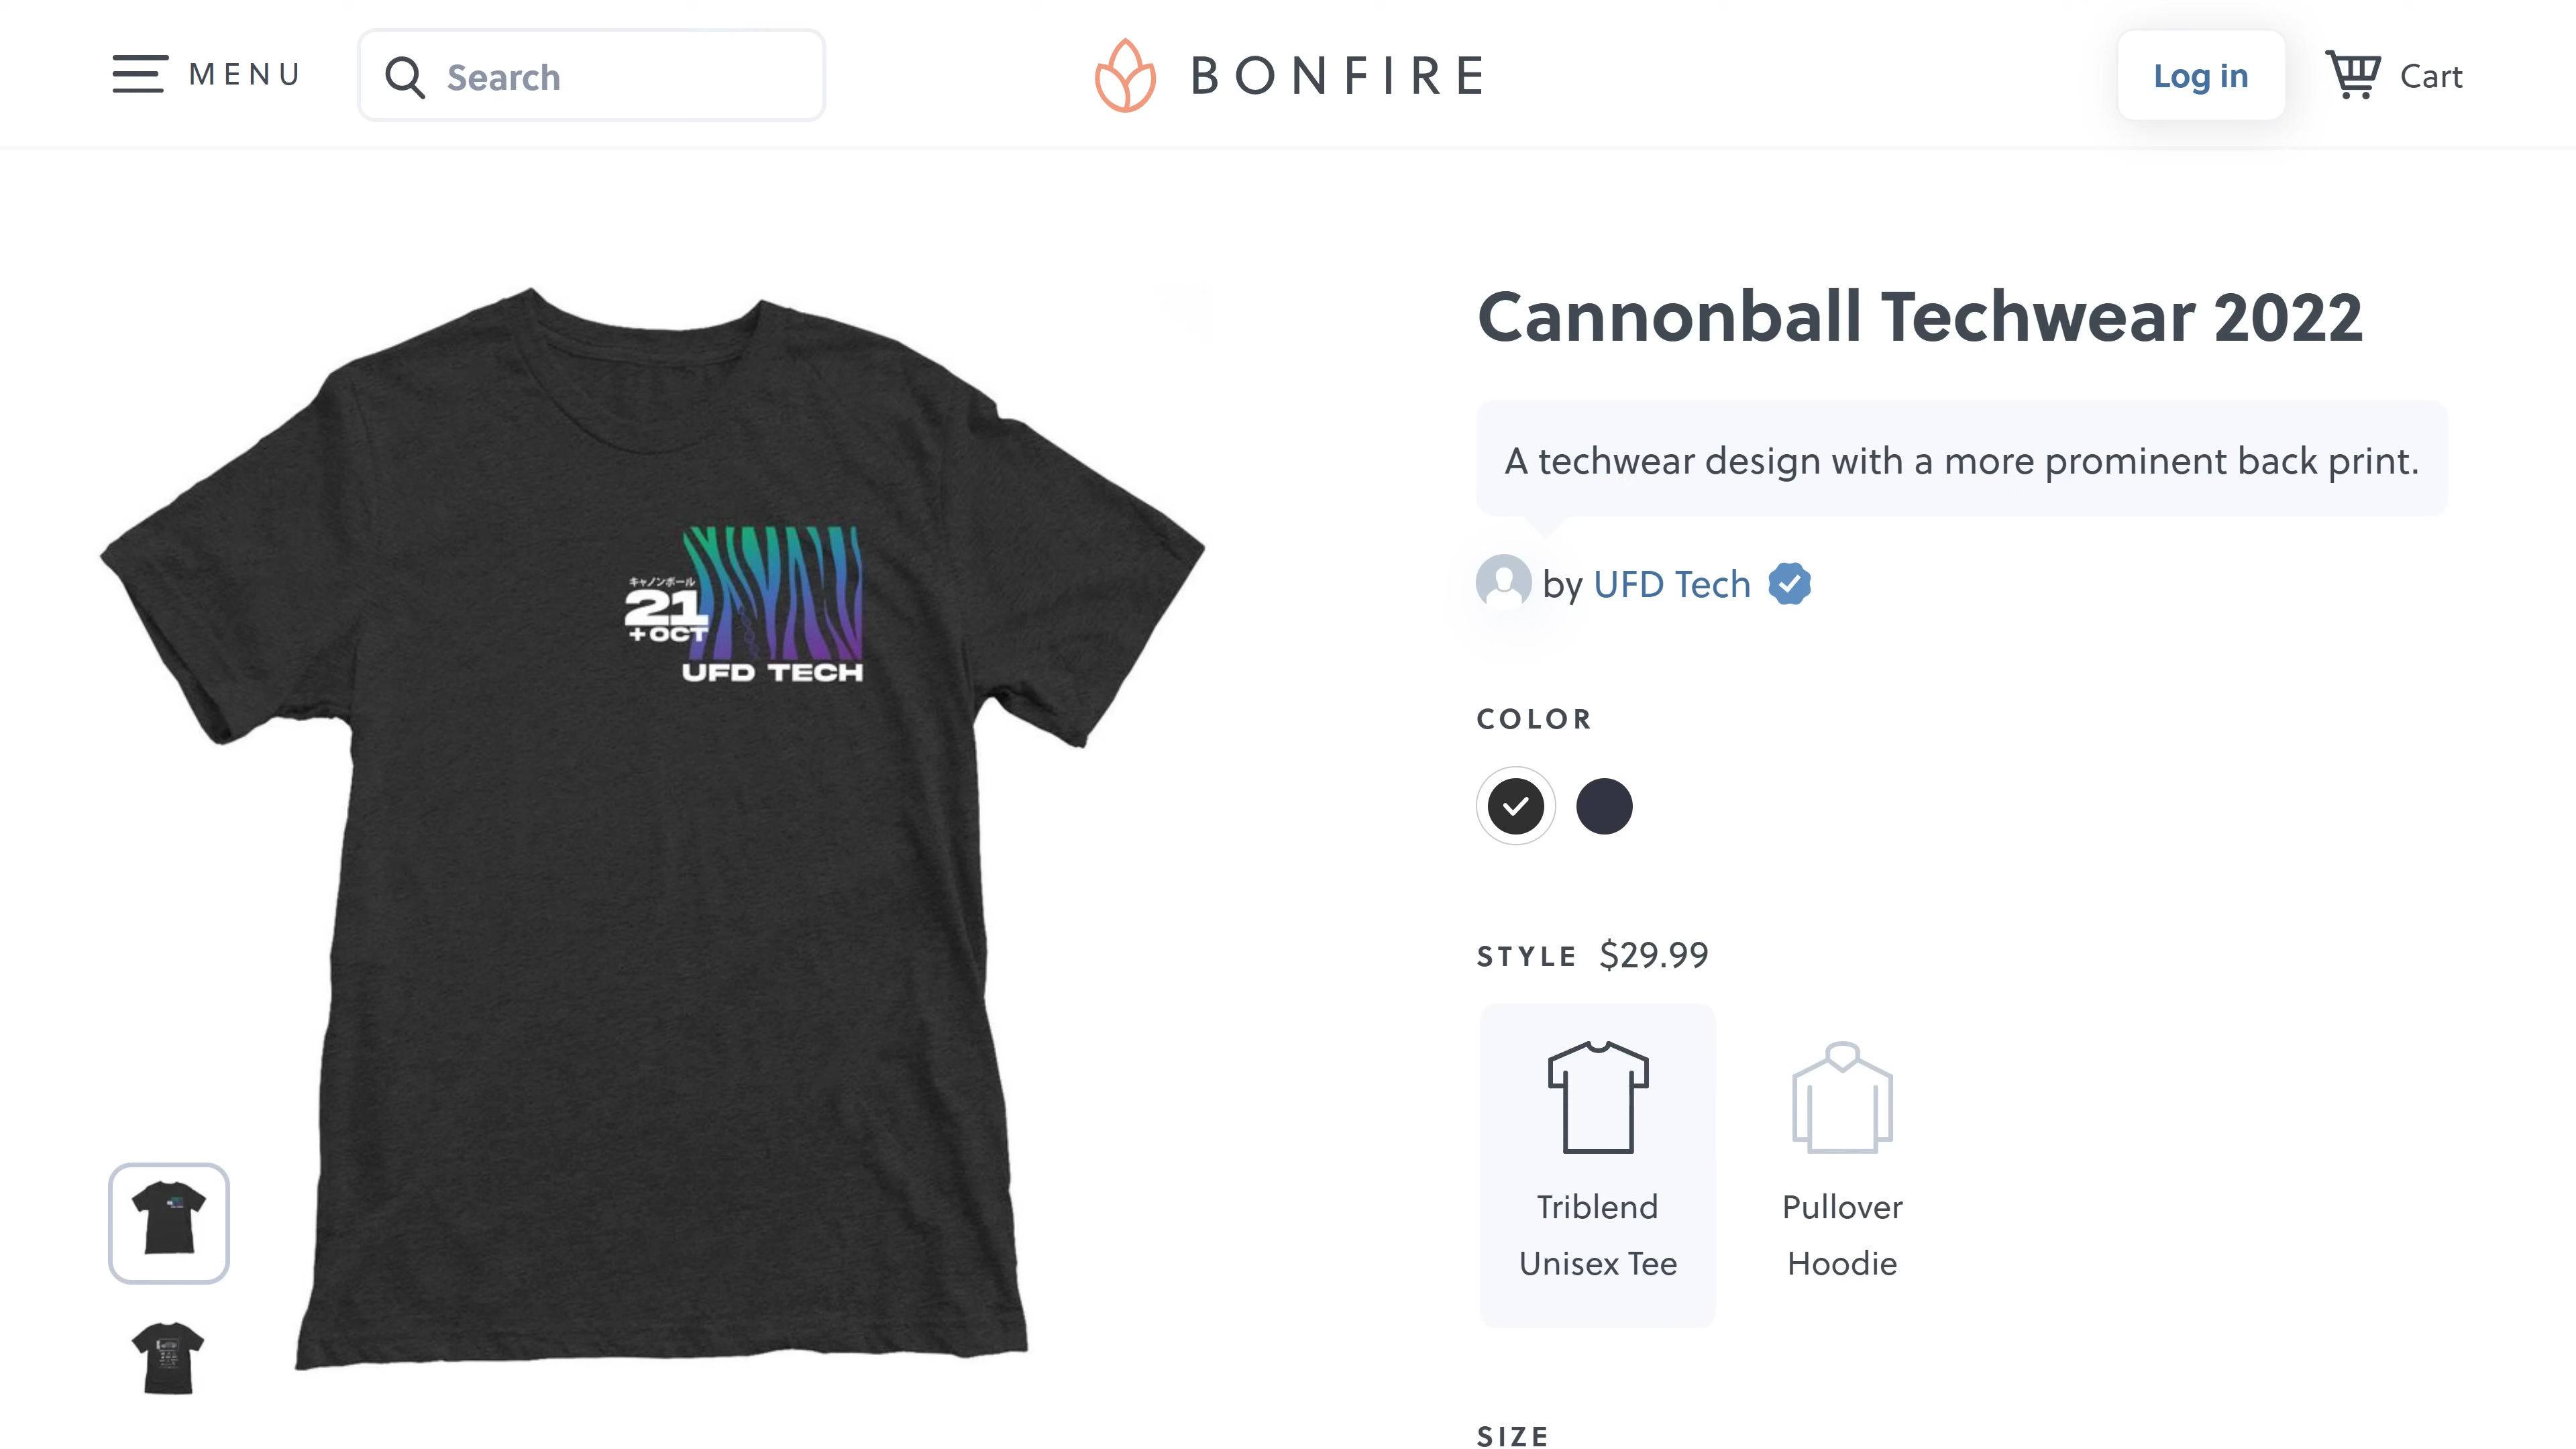 MENU
Search
BONFIRE
Log in
Cart
キャノンボール
21
+OCT
UFD TECH
Cannonball Techwear 2022
A techwear design with a more prominent back print.
by UFD Tech
COLOR
STYLE $29.99
Triblend
Unisex Tee
Pullover
Hoodie
SIZE